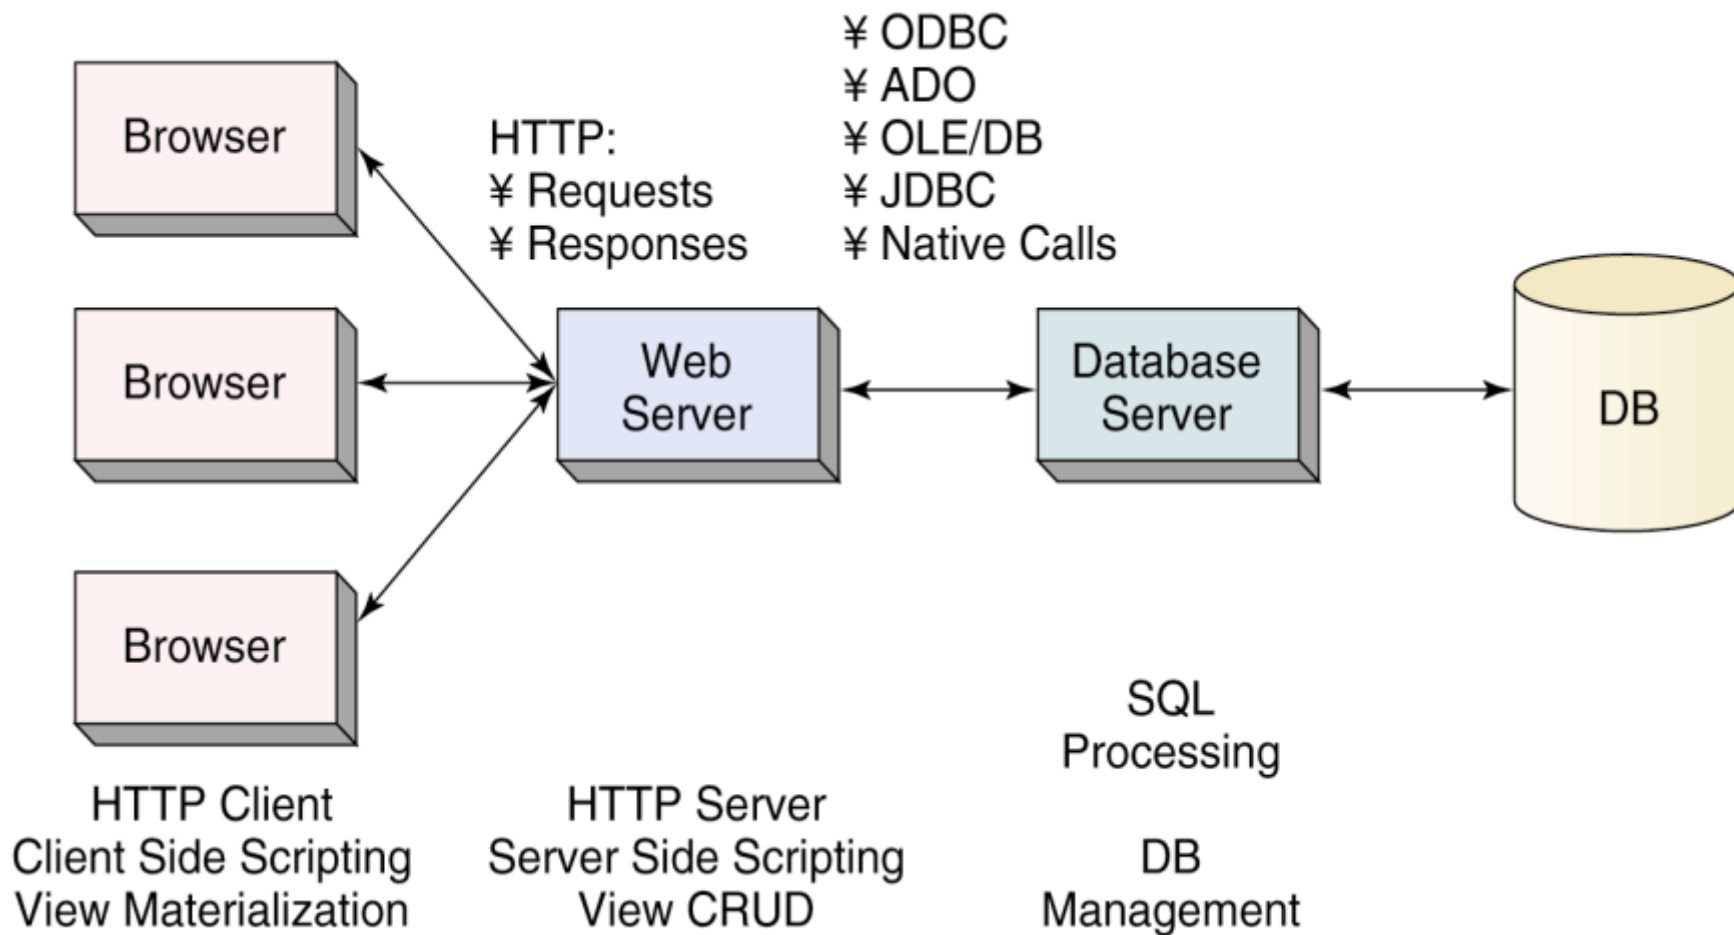 ¥ ODBC
¥ ADO
¥ OLE/DB
¥ JDBC
¥ Native Calls
HTTP:
¥ Requests
¥ Responses
Browser
Browser
Browser
Web
Server
Database
Server
DB
HTTP Client
Client Side Scripting
View Materialization
HTTP Server
Server Side Scripting
View CRUD
SQL
Processing
DB
Management